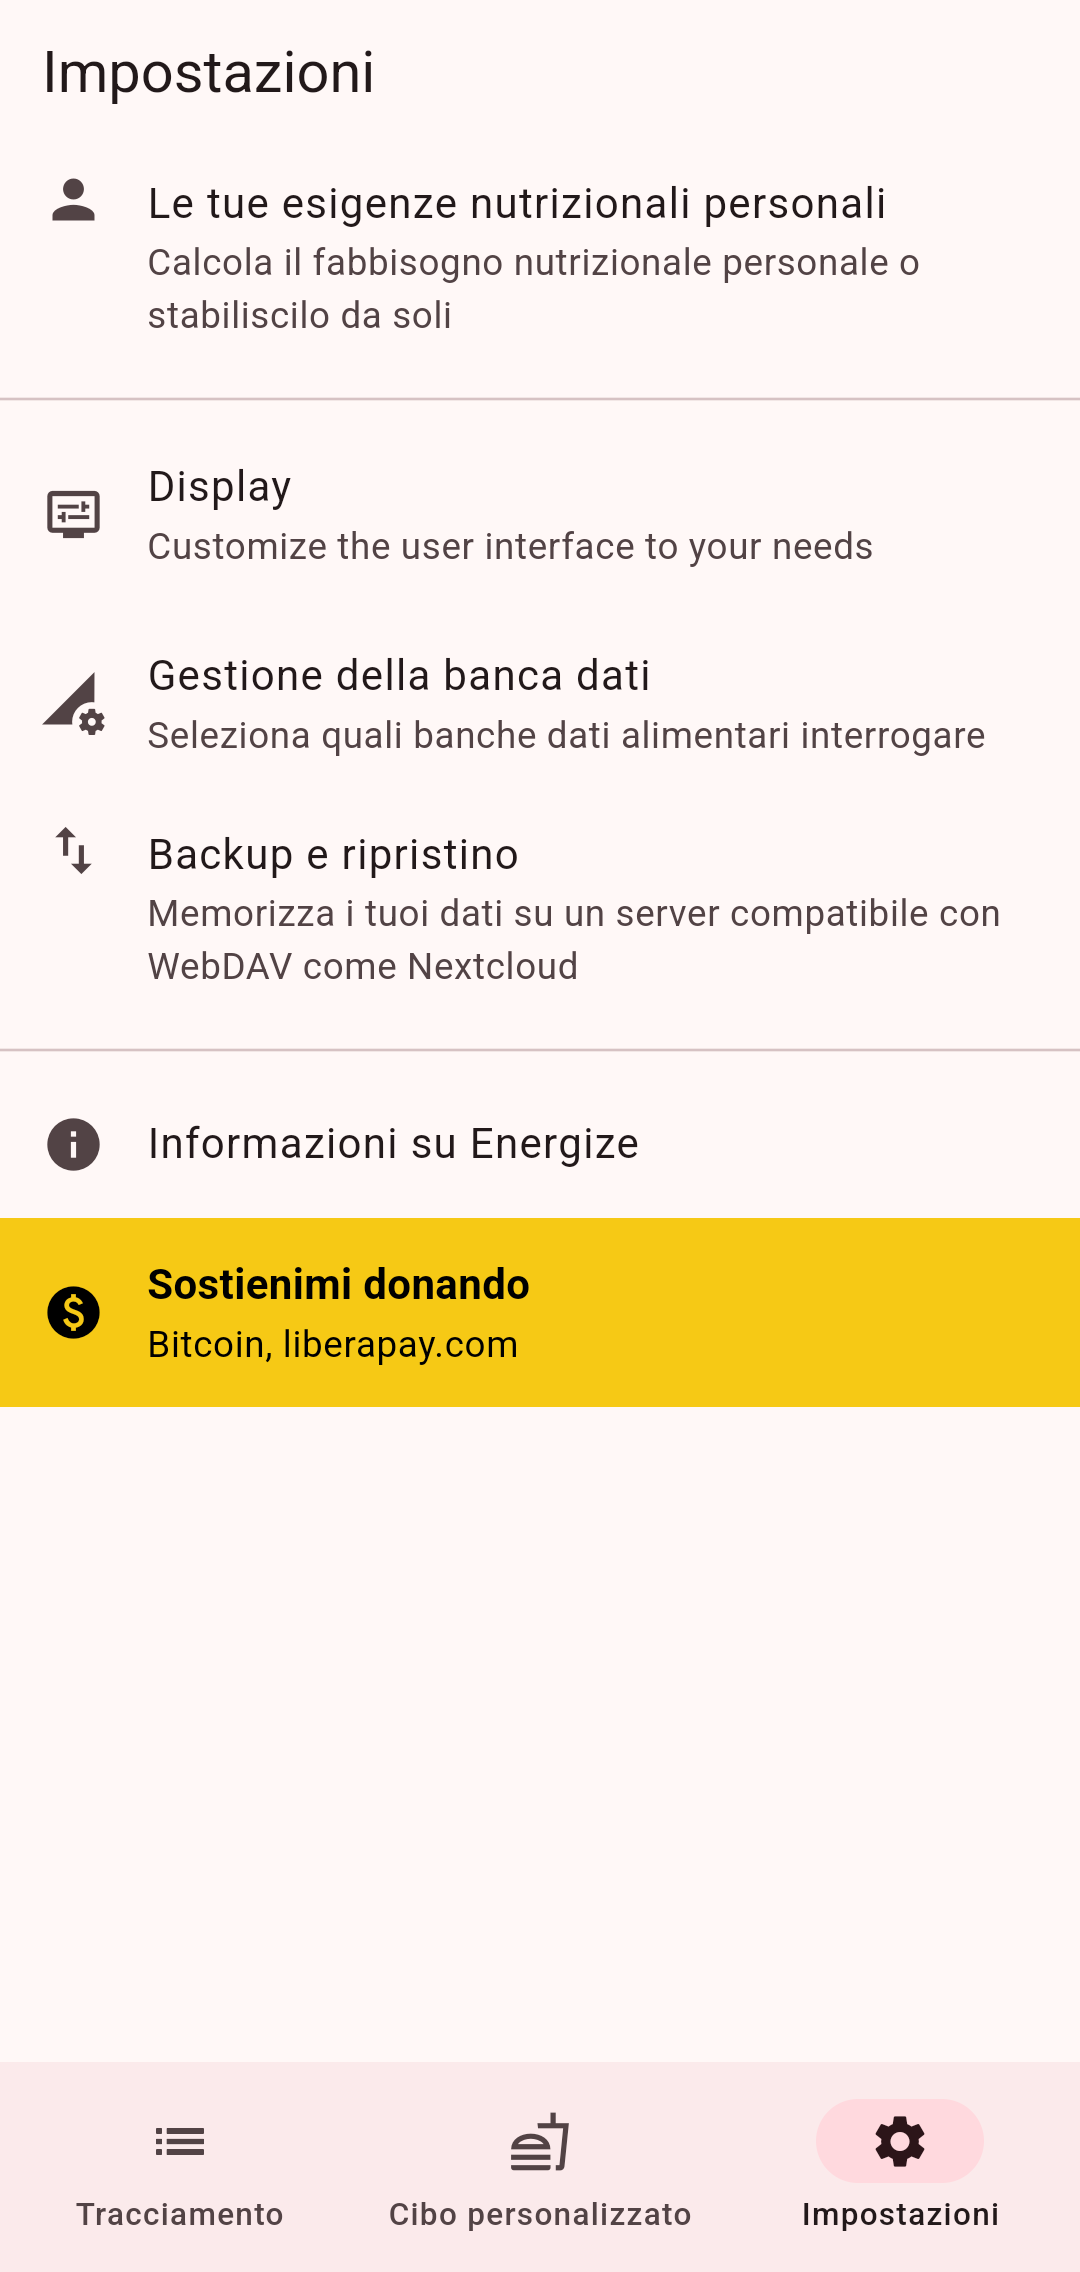 Impostazioni
Le tue esigenze nutrizionali personali
Calcola il fabbisogno nutrizionale personale o
stabiliscilo da soli
Display
Customize the user interface to your needs
Gestione della banca dati
Seleziona quali banche dati alimentari interrogare
Backup e ripristino
Memorizza i tuoi dati su un server compatibile con
WebDAV come Nextcloud
Informazioni su Energize
Sostienimi donando
Bitcoin, liberapay.com
Tracciamento
Cibo personalizzato
Impostazioni